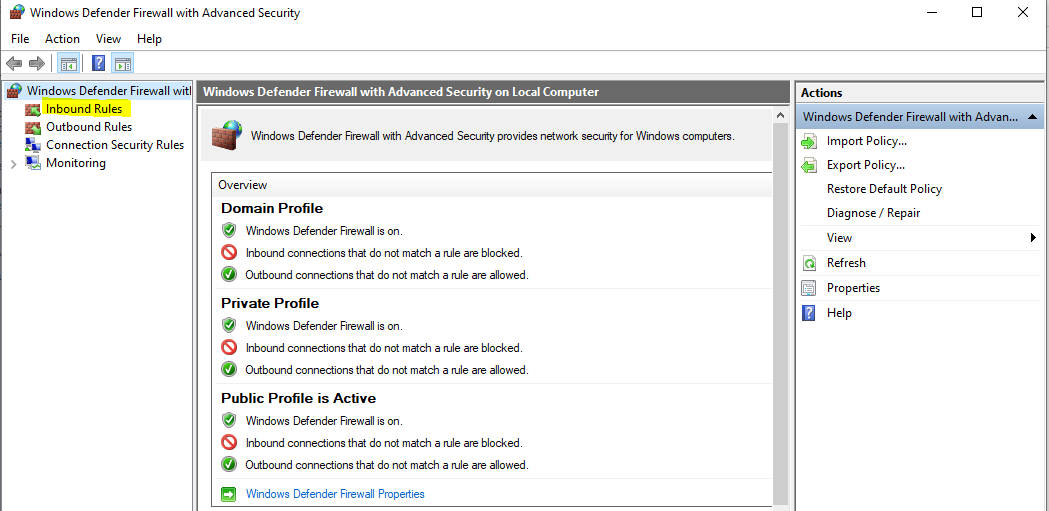 Windows Defender Firewall with Advanced Security
File Action View Help
Windows Defender Firewall wit
Inbound Rules
Outbound Rules
Connection Security Rules
Monitoring
Windows Defender Firewall with Advanced Security on Local Computer
Windows Defender Firewall with Advanced Security provides network security for Windows computers.
Overview
Domain Profile
Windows Defender Firewall is on.
Inbound connections that do not match a rule are blocked.
Outbound connections that do not match a rule are allowed.
Private Profile
Windows Defender Firewall is on.
Inbound connections that do not match a rule are blocked.
Outbound connections that do not match a rule are allowed.
Public Profile is Active
Windows Defender Firewall is on.
Inbound connections that do not match a rule are blocked.
Outbound connections that do not match a rule are allowed.
Windows Defender Firewall Properties
Actions
Windows Defender Firewall with Advan...
Import Policy...
Export Policy...
Restore Default Policy
Diagnose / Repair
View
Refresh
Properties
Help